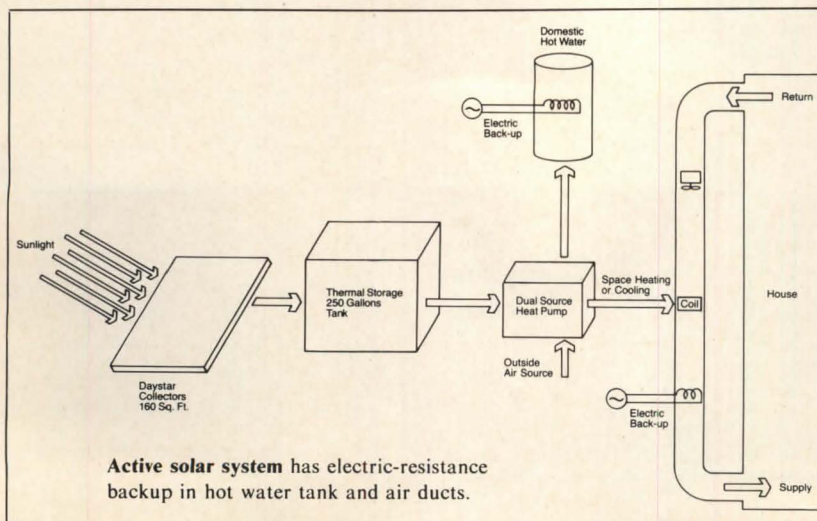 Domestic
Hot Water
Electric
Back-up
Return
Sunlight
Thermal Storage
250 Gallons
Tank
Dual Source
Heat Pump
Space Heating
or Cooling
Coil
House
Outside
Air Source
Daystar
Collectors
160 Sq. Ft.
Electric
Back-up
Supply
Active solar system has electric-resistance
backup in hot water tank and air ducts.